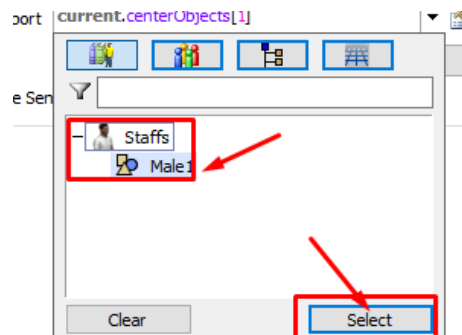 port current.centerObjects[1]
e Sen
Staffs
Male1
Clear Select